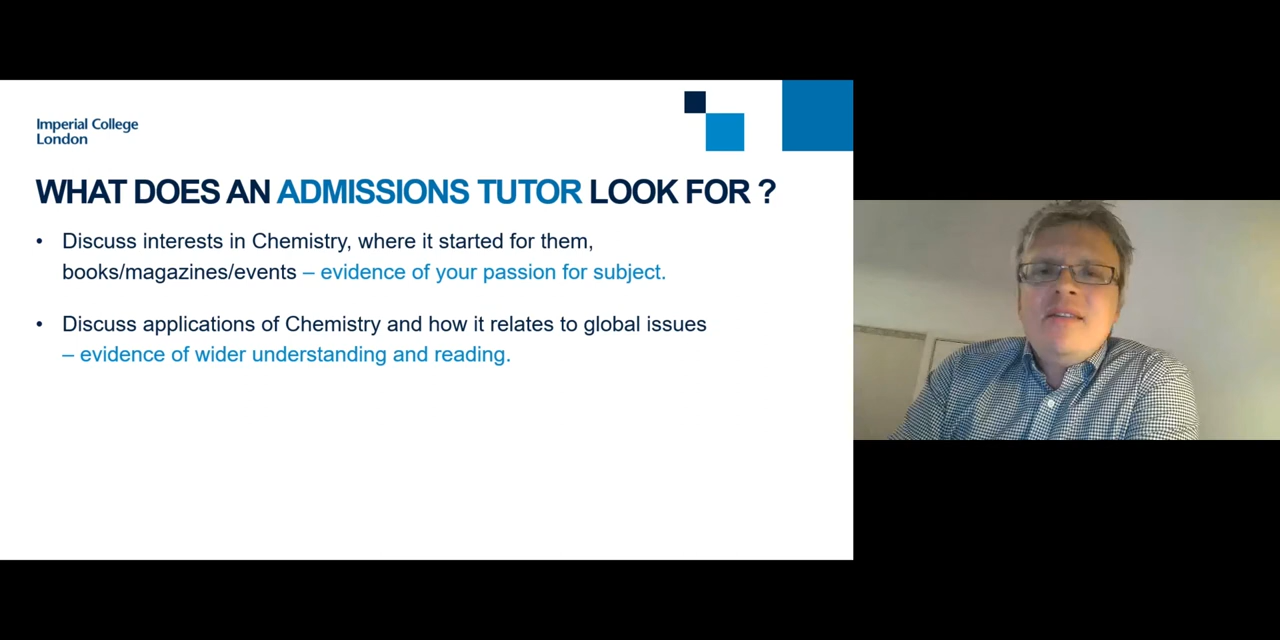 Imperial College
London
WHAT DOES AN ADMISSIONS TUTOR LOOK FOR ?
• Discuss interests in Chemistry, where it started for them,
books/magazines/events – evidence of your passion for subject.
• Discuss applications of Chemistry and how it relates to global issues
– evidence of wider understanding and reading.